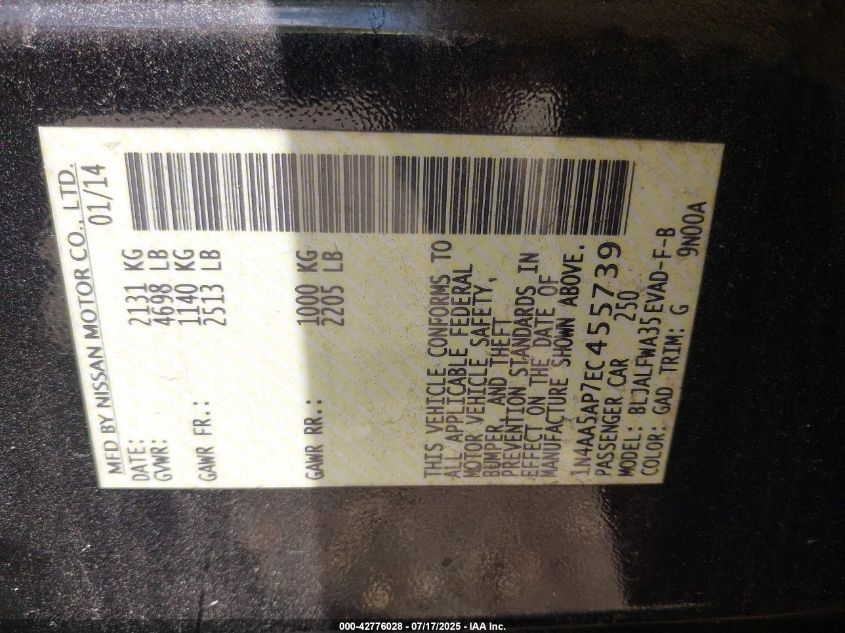 MFD BY NISSAN MOTOR CO., LTD.
DATE: 01/14
GVWR: 2131 KG
4698 LB
GAWR FR.: 1140 KG
2513 LB
GAWR RR.: 1000 KG
2205 LB
THIS VEHICLE CONFORMS TO
ALL APPLICABLE FEDERAL
MOTOR VEHICLE SAFETY,
BUMPER, AND THEFT
PREVENTION STANDARDS IN
EFFECT ON THE DATE OF
MANUFACTURE SHOWN ABOVE.
1N4AA5AP7EC455739
PASSENGER CAR 250
MODEL: BLJALFWA35EVAD-F-B
COLOR: GAD TRIM: G 9N00A
000-42776028 - 07/17/2025 - IAA Inc.